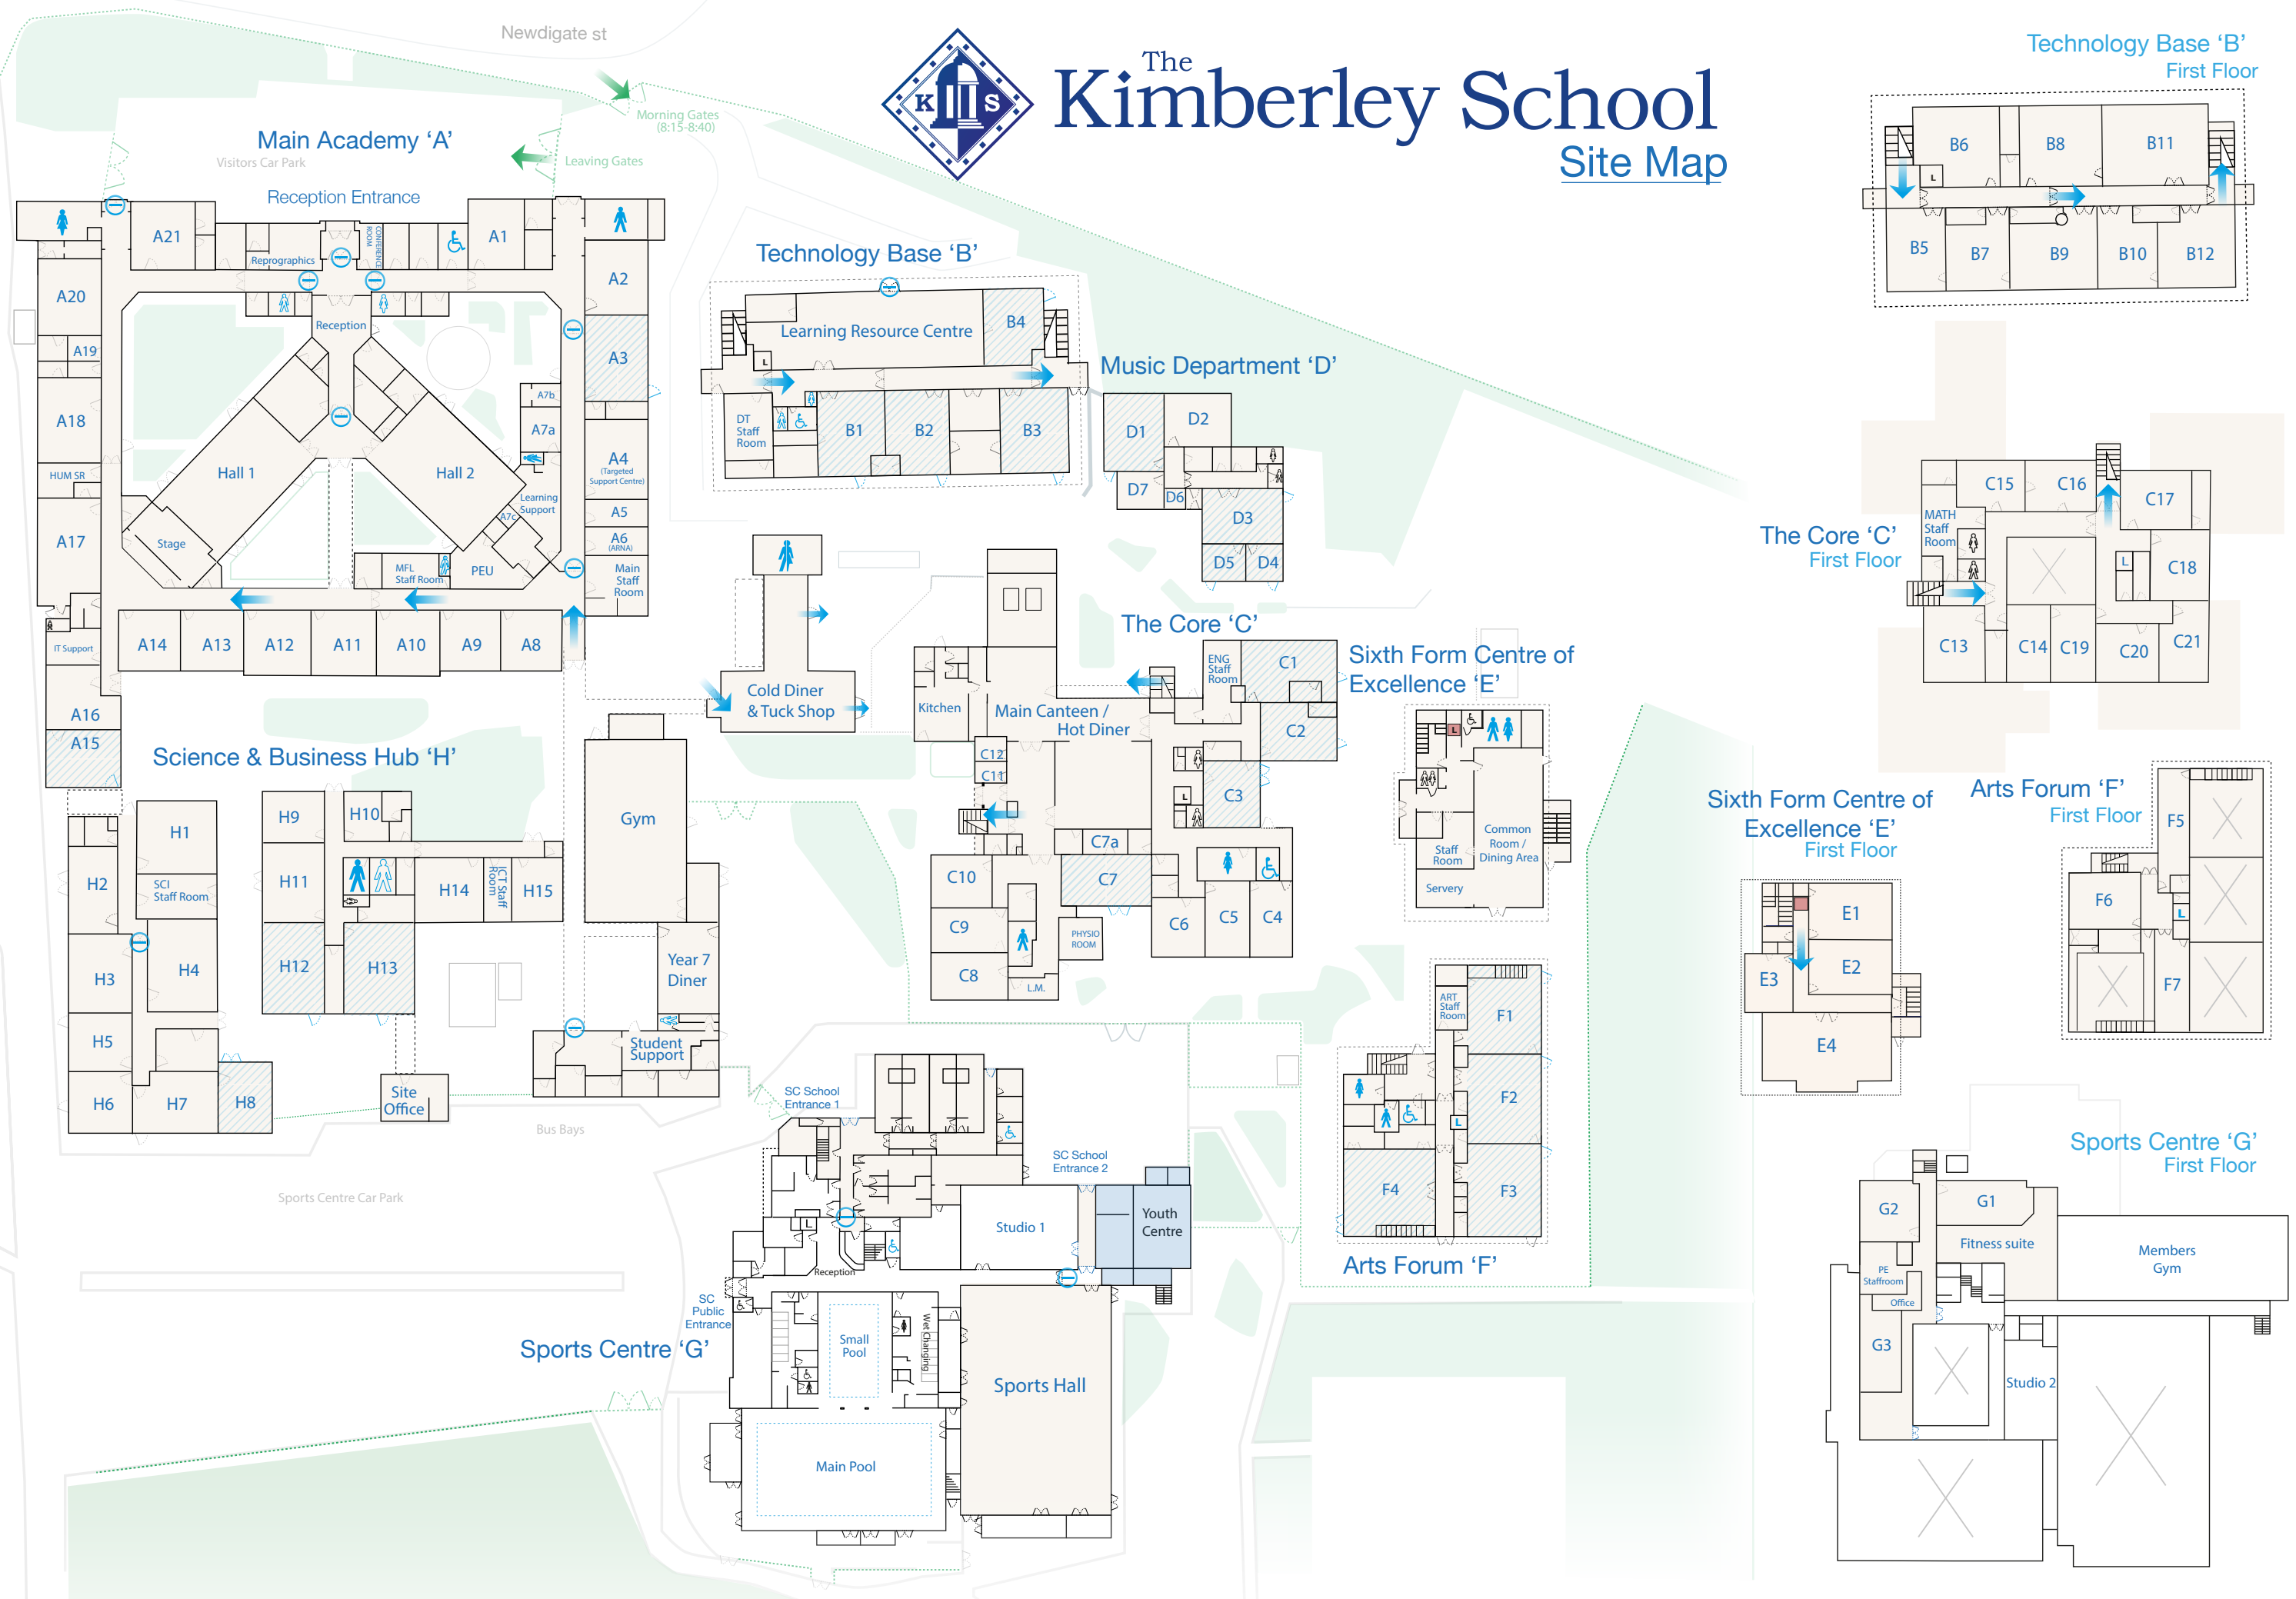 Newdigate st
The
Kimberley School
Site Map
K S
Morning Gates
(8:15-8:40)
Leaving Gates
Main Academy ‘A’
Visitors Car Park
Reception Entrance
A21
Reprographics
CONFERENCE
ROOM
A1
A2
A20
Reception
A3
A19
A7b
A18
A7a
A4
(Targeted
Support Centre)
HUM SR
Hall 1
Hall 2
Learning
Support
A7c
A5
A17
Stage
A6
(ARNA)
MFL
Staff Room
PEU
Main
Staff
Room
A14
A13
A12
A11
A10
A9
A8
IT Support
A16
A15
Technology Base ‘B’
Learning Resource Centre
B4
L
DT
Staff
Room
B1
B2
B3
Music Department ‘D’
D1
D2
D7
D6
D3
D5
D4
Cold Diner
& Tuck Shop
The Core ‘C’
ENG
Staff
Room
C1
Kitchen
Main Canteen /
Hot Diner
C2
C12
C11
C3
L
C7a
C10
C7
C9
C6
C5
C4
PHYSIO
ROOM
C8
L.M.
Sixth Form Centre of
Excellence ‘E’
L
Common
Room /
Dining Area
Staff
Room
Servery
Science & Business Hub ‘H’
H1
H9
H10
H2
SCI
Staff Room
H11
H14
ICT Staff
Room
H15
H3
H4
H12
H13
H5
H6
H7
H8
Site
Office
Gym
Year 7
Diner
Student
Support
Bus Bays
Sports Centre Car Park
SC School
Entrance 1
SC School
Entrance 2
Studio 1
Youth
Centre
L
Reception
SC
Public
Entrance
Sports Centre ‘G’
Small
Pool
Wet Changing
Sports Hall
Main Pool
ART
Staff
Room
F1
F2
L
F4
F3
Arts Forum ‘F’
Technology Base ‘B’
First Floor
B6
B8
B11
L
B5
B7
B9
B10
B12
The Core ‘C’
First Floor
C15
C16
C17
MATH
Staff
Room
L
C18
C13
C14
C19
C20
C21
Sixth Form Centre of
Excellence ‘E’
First Floor
E1
E2
E3
E4
Arts Forum ‘F’
First Floor
F5
F6
L
F7
Sports Centre ‘G’
First Floor
G2
G1
Fitness suite
Members
Gym
PE
Staffroom
Office
G3
Studio 2